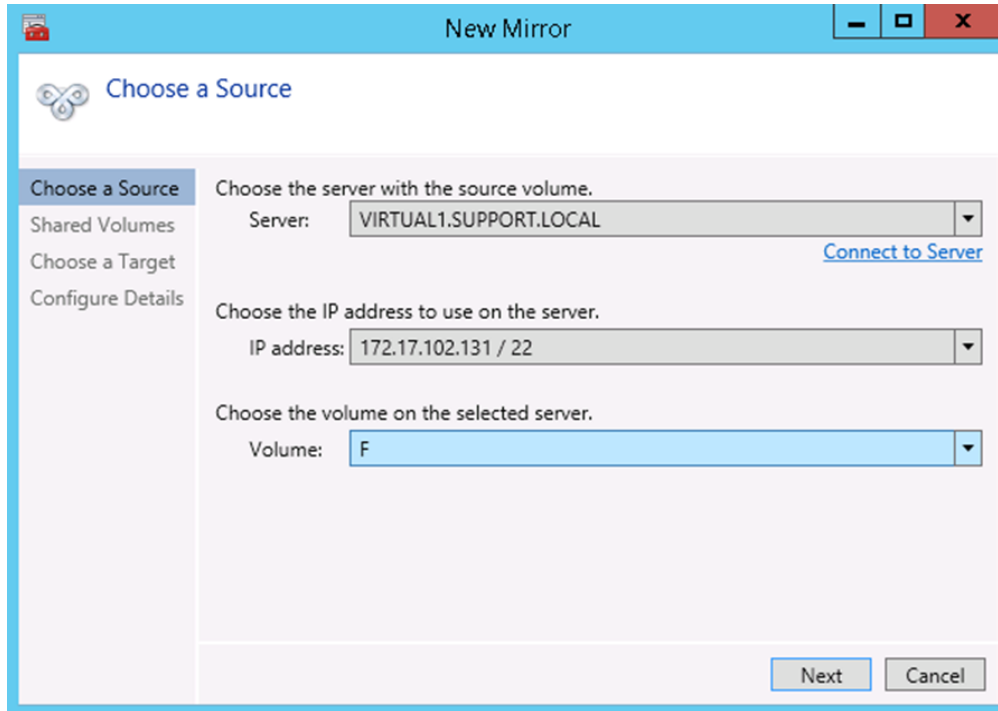 New Mirror
Choose a Source
Choose a Source
Shared Volumes
Choose a Target
Configure Details
Choose the server with the source volume.
Server: VIRTUAL1.SUPPORT.LOCAL
Connect to Server
Choose the IP address to use on the server.
IP address: 172.17.102.131 / 22
Choose the volume on the selected server.
Volume: F
Next Cancel